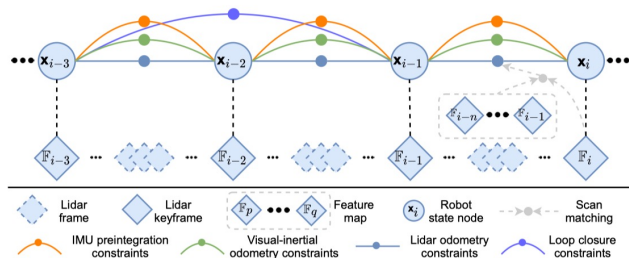 ••• x_{i−3} x_{i−2} x_{i−1} x_i •••
𝔽_{i−n} ••• 𝔽_{i−1}
𝔽_{i−3} ••• ••• 𝔽_{i−2} ••• ••• 𝔽_{i−1} ••• ••• 𝔽_i
Lidar
frame
Lidar
keyframe
𝔽_p ••• 𝔽_q
Feature
map
x_i
Robot
state node
Scan
matching
IMU preintegration
constraints
Visual-inertial
odometry constraints
Lidar odometry
constraints
Loop closure
constraints